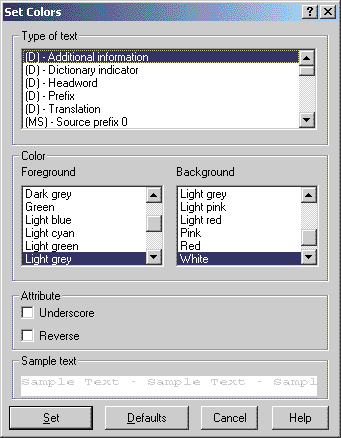 Set Colors
Type of text
(D) - Additional information
(D) - Dictionary indicator
(D) - Headword
(D) - Prefix
(D) - Translation
(MS) - Source prefix 0
Color
Foreground
Background
Dark grey
Green
Light blue
Light cyan
Light green
Light grey
Light grey
Light pink
Light red
Pink
Red
White
Attribute
Underscore
Reverse
Sample text
Sample Text - Sample Text - Sampl
Set
Defaults
Cancel
Help